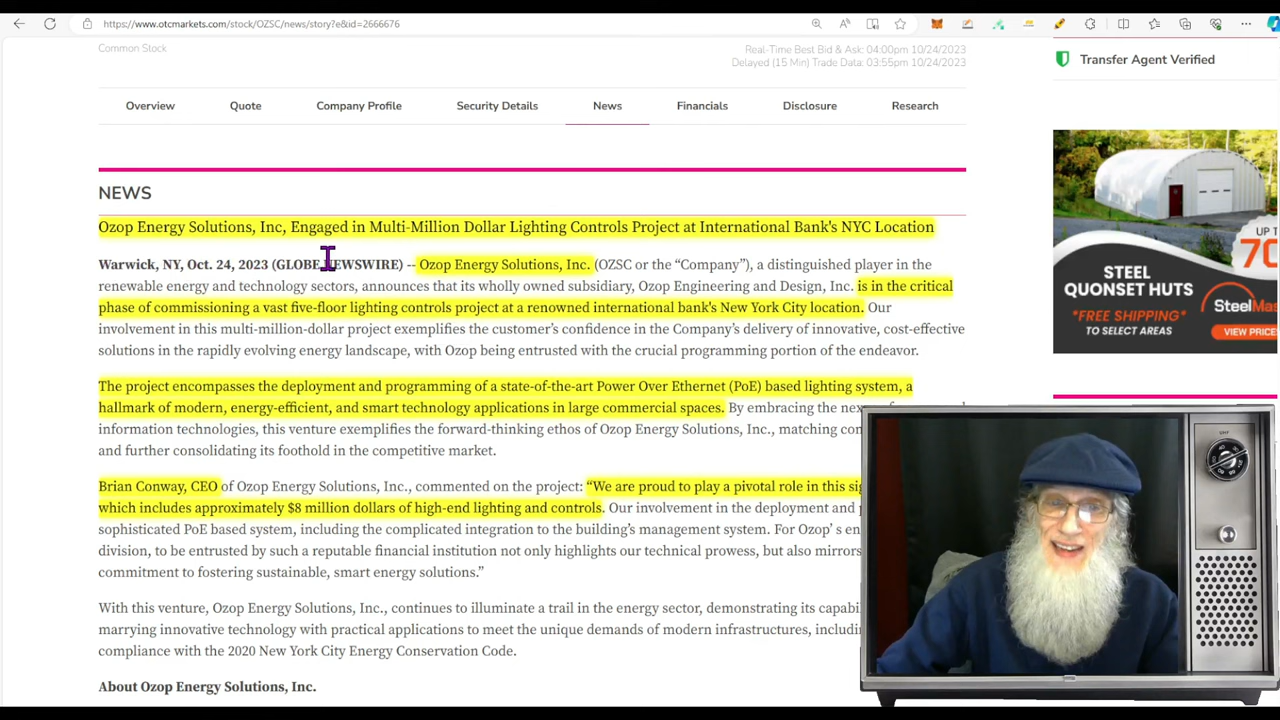 https://www.otcmarkets.com/stock/OZSC/news/story?e&id=2666676
Common Stock
Real-Time Best Bid & Ask: 04:00pm 10/24/2023
Delayed (15 Min) Trade Data: 03:55pm 10/24/2023
Transfer Agent Verified
Overview Quote Company Profile Security Details News Financials Disclosure Research
NEWS
Ozop Energy Solutions, Inc, Engaged in Multi-Million Dollar Lighting Controls Project at International Bank's NYC Location
Warwick, NY, Oct. 24, 2023 (GLOBE NEWSWIRE) -- Ozop Energy Solutions, Inc. (OZSC or the “Company”), a distinguished player in the
renewable energy and technology sectors, announces that its wholly owned subsidiary, Ozop Engineering and Design, Inc. is in the critical
phase of commissioning a vast five-floor lighting controls project at a renowned international bank's New York City location. Our
involvement in this multi-million-dollar project exemplifies the customer’s confidence in the Company’s delivery of innovative, cost-effective
solutions in the rapidly evolving energy landscape, with Ozop being entrusted with the crucial programming portion of the endeavor.
The project encompasses the deployment and programming of a state-of-the-art Power Over Ethernet (PoE) based lighting system, a
hallmark of modern, energy-efficient, and smart technology applications in large commercial spaces. By embracing the
information technologies, this venture exemplifies the forward-thinking ethos of Ozop Energy Solutions, Inc., matching
and further consolidating its foothold in the competitive market.
Brian Conway, CEO of Ozop Energy Solutions, Inc., commented on the project: “We are proud to play a pivotal role in this
which includes approximately $8 million dollars of high-end lighting and controls. Our involvement in the deployment and
sophisticated PoE based system, including the complicated integration to the building’s management system. For Ozop’ s
division, to be entrusted by such a reputable financial institution not only highlights our technical prowess, but also mirrors
commitment to fostering sustainable, smart energy solutions.”
With this venture, Ozop Energy Solutions, Inc., continues to illuminate a trail in the energy sector, demonstrating its
marrying innovative technology with practical applications to meet the unique demands of modern infrastructures,
compliance with the 2020 New York City Energy Conservation Code.
About Ozop Energy Solutions, Inc.
UP T
70
STEEL
QUONSET HUTS
*FREE SHIPPING*
TO SELECT AREAS
SteelMas
VIEW PRICES
UHF